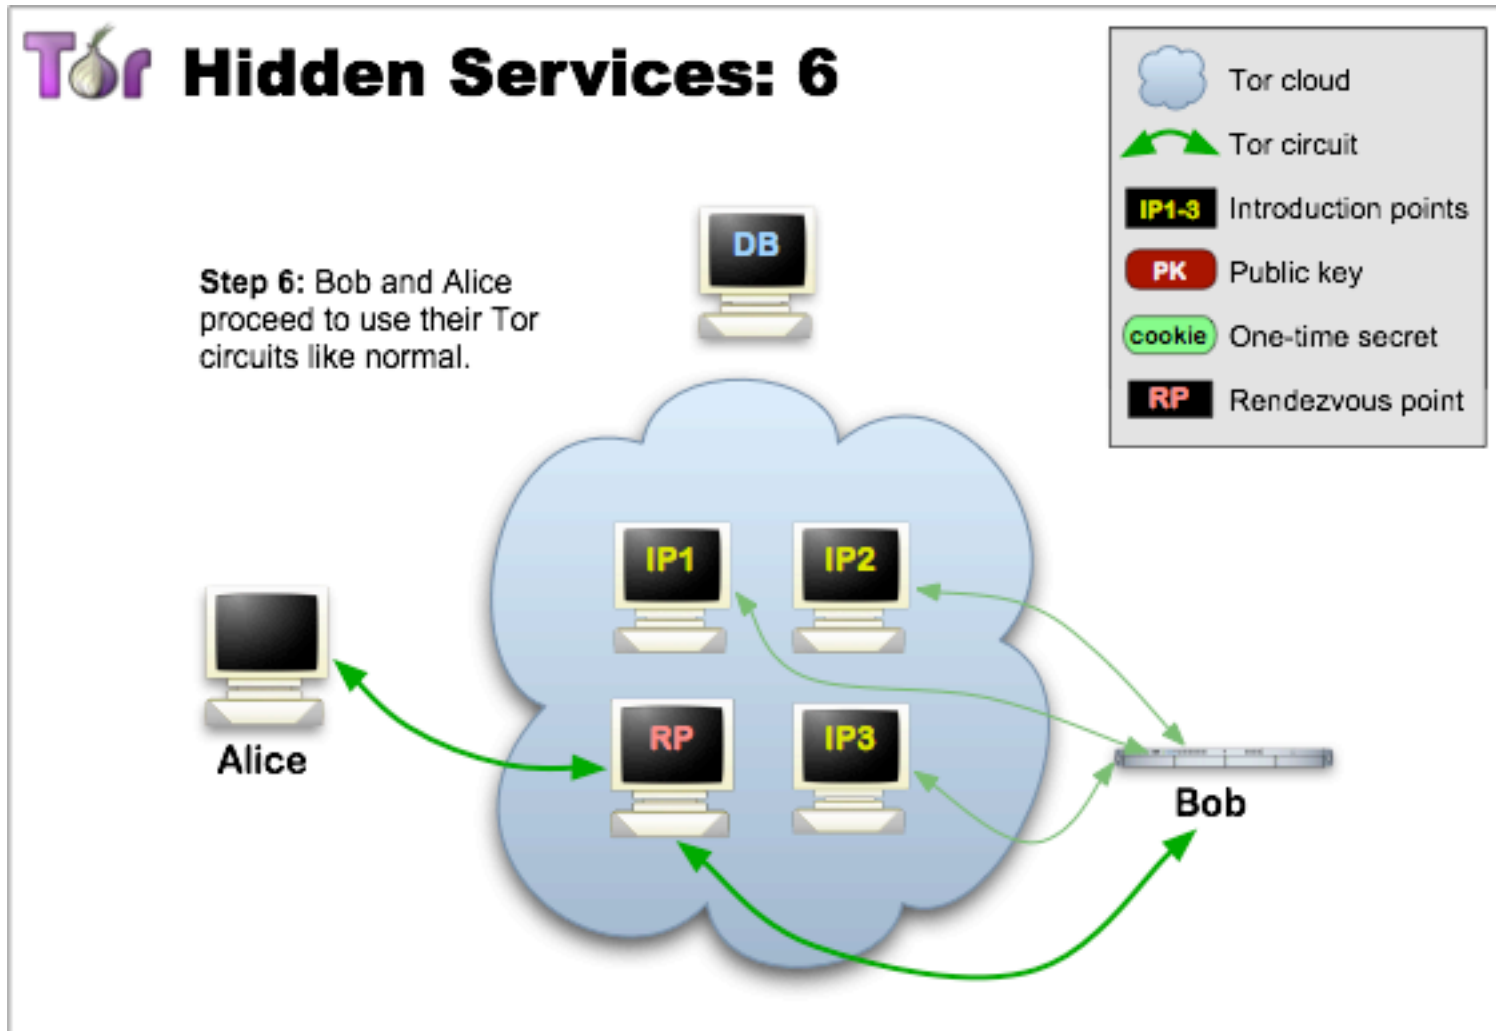 Tor Hidden Services: 6
Step 6: Bob and Alice
proceed to use their Tor
circuits like normal.
DB
Tor cloud
Tor circuit
IP1-3 Introduction points
PK Public key
cookie One-time secret
RP Rendezvous point
IP1 IP2
RP IP3
Alice
Bob